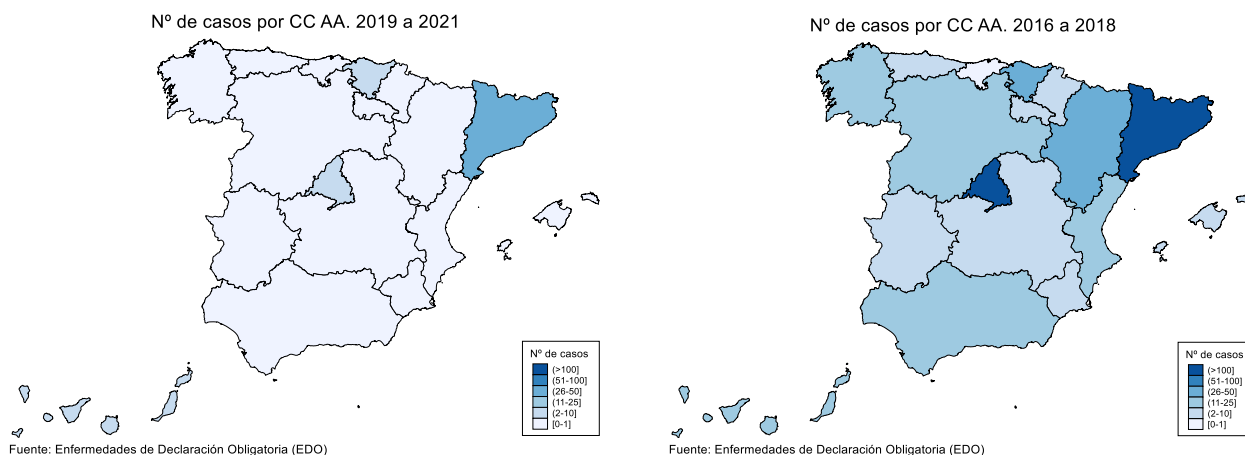 Nº de casos por CC AA. 2019 a 2021
Nº de casos
(>100]
(51-100]
(26-50]
(11-25]
(2-10]
[0-1]
Fuente: Enfermedades de Declaración Obligatoria (EDO)
Nº de casos por CC AA. 2016 a 2018
Nº de casos
(>100]
(51-100]
(26-50]
(11-25]
(2-10]
[0-1]
Fuente: Enfermedades de Declaración Obligatoria (EDO)